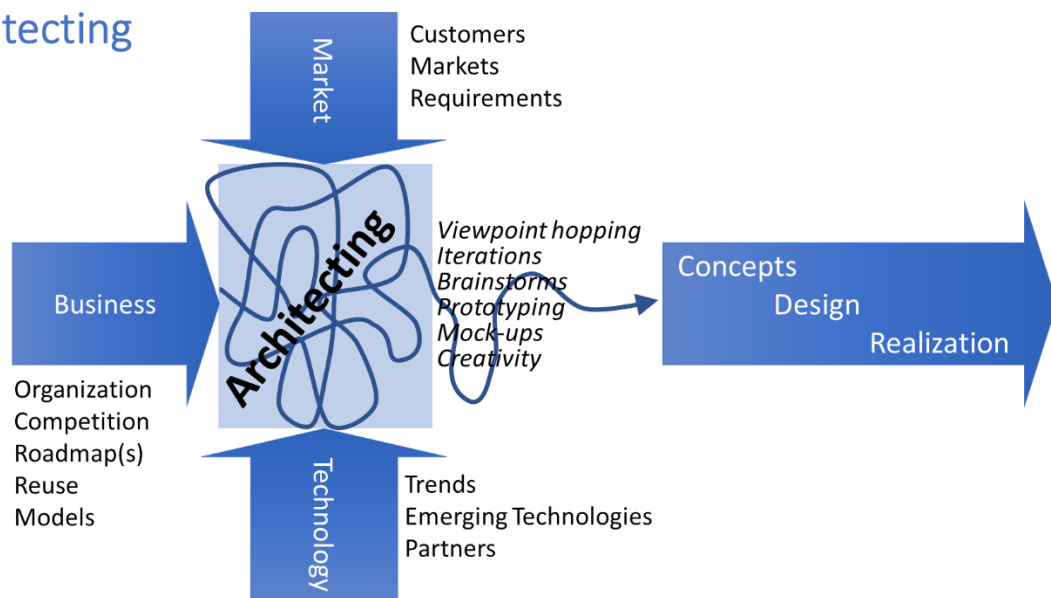 tecting
Market
Customers
Markets
Requirements
Business
Organization
Competition
Roadmap(s)
Reuse
Models
Architecting
Viewpoint hopping
Iterations
Brainstorms
Prototyping
Mock-ups
Creativity
Concepts
Design
Realization
Technology
Trends
Emerging Technologies
Partners